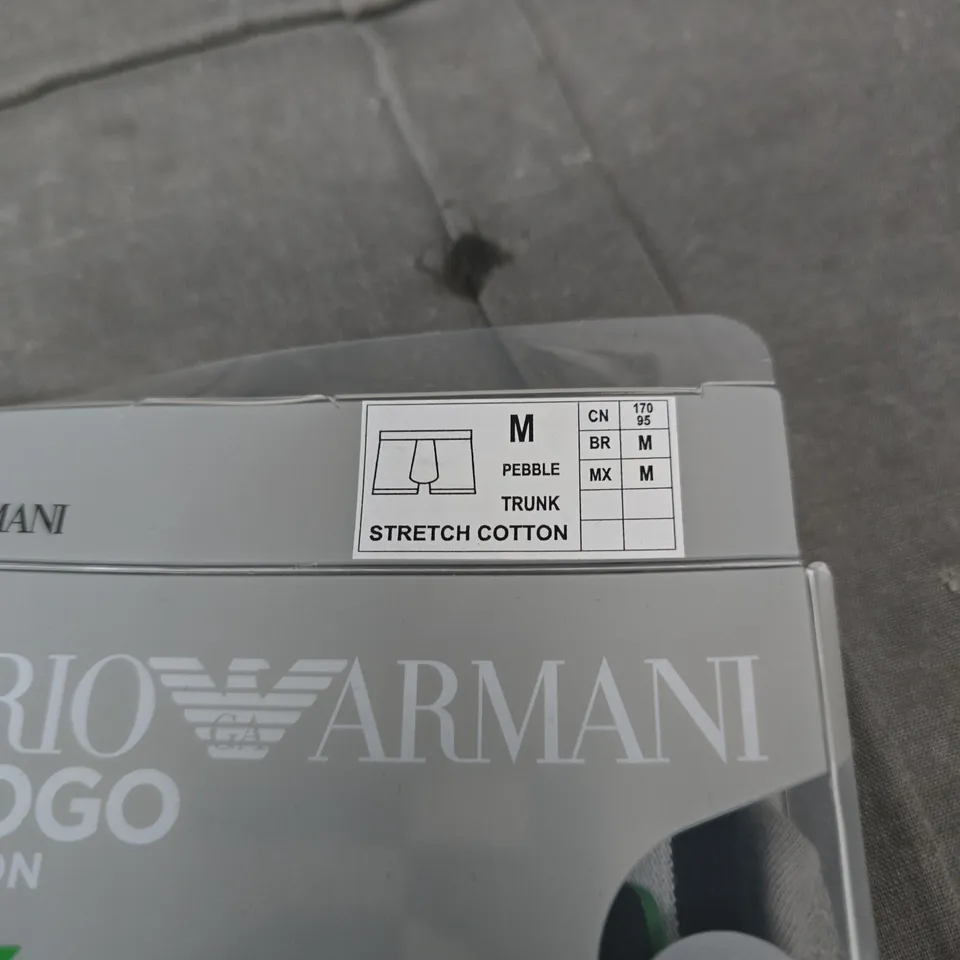 M
PEBBLE
TRUNK
STRETCH COTTON
CN 170 95
BR M
MX M
MANI
RIO GA ARMANI
OGO
ON